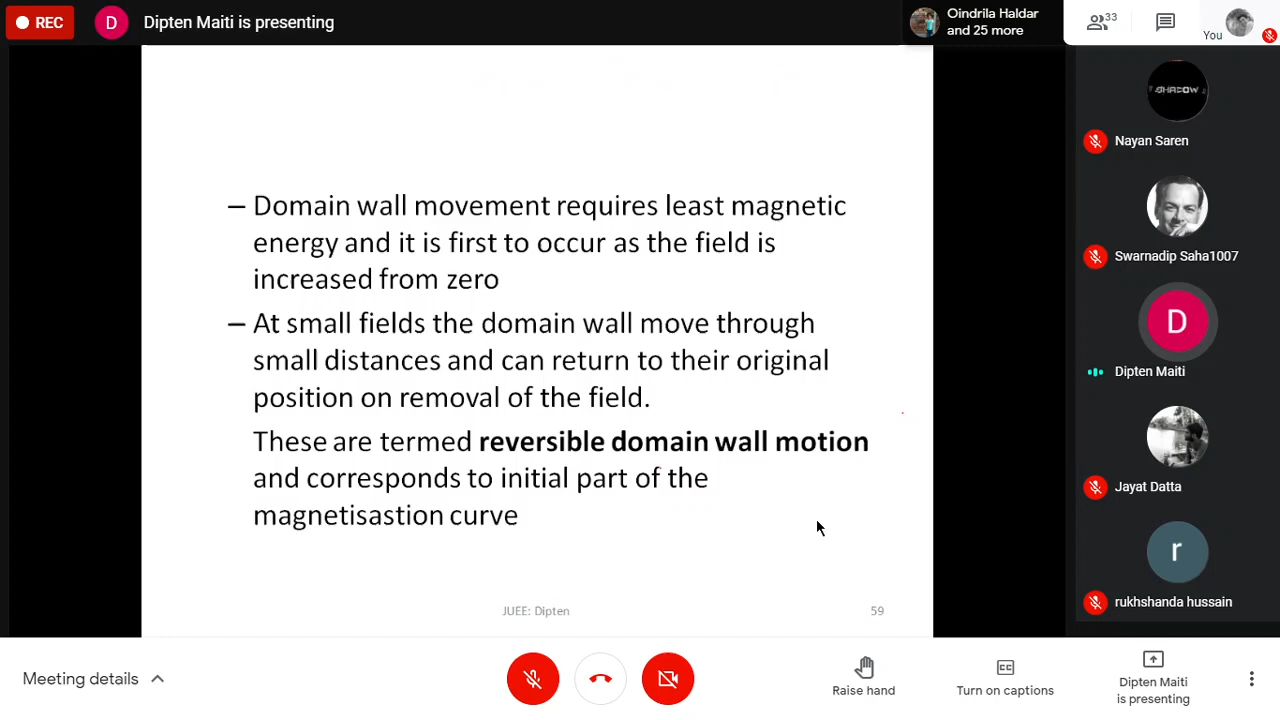 REC
D
Dipten Maiti is presenting
Oindrila Haldar
and 25 more
33
You
SHADOW
Nayan Saren
– Domain wall movement requires least magnetic
energy and it is first to occur as the field is
increased from zero
– At small fields the domain wall move through
small distances and can return to their original
position on removal of the field.
These are termed reversible domain wall motion
and corresponds to initial part of the
magnetisastion curve
JUEE: Dipten
59
Swarnadip Saha1007
D
Dipten Maiti
Jayat Datta
r
rukhshanda hussain
Meeting details
Raise hand
CC
Turn on captions
Dipten Maiti
is presenting